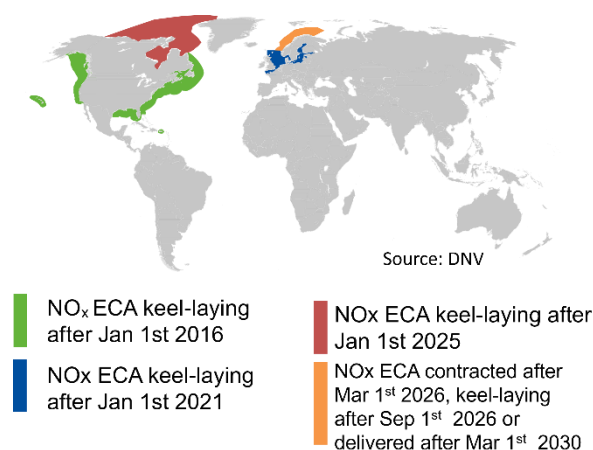 Source: DNV
NOₓ ECA keel-laying
after Jan 1st 2016
NOx ECA keel-laying
after Jan 1st 2021
NOx ECA keel-laying after
Jan 1st 2025
NOx ECA contracted after
Mar 1ˢᵗ 2026, keel-laying
after Sep 1ˢᵗ 2026 or
delivered after Mar 1ˢᵗ 2030